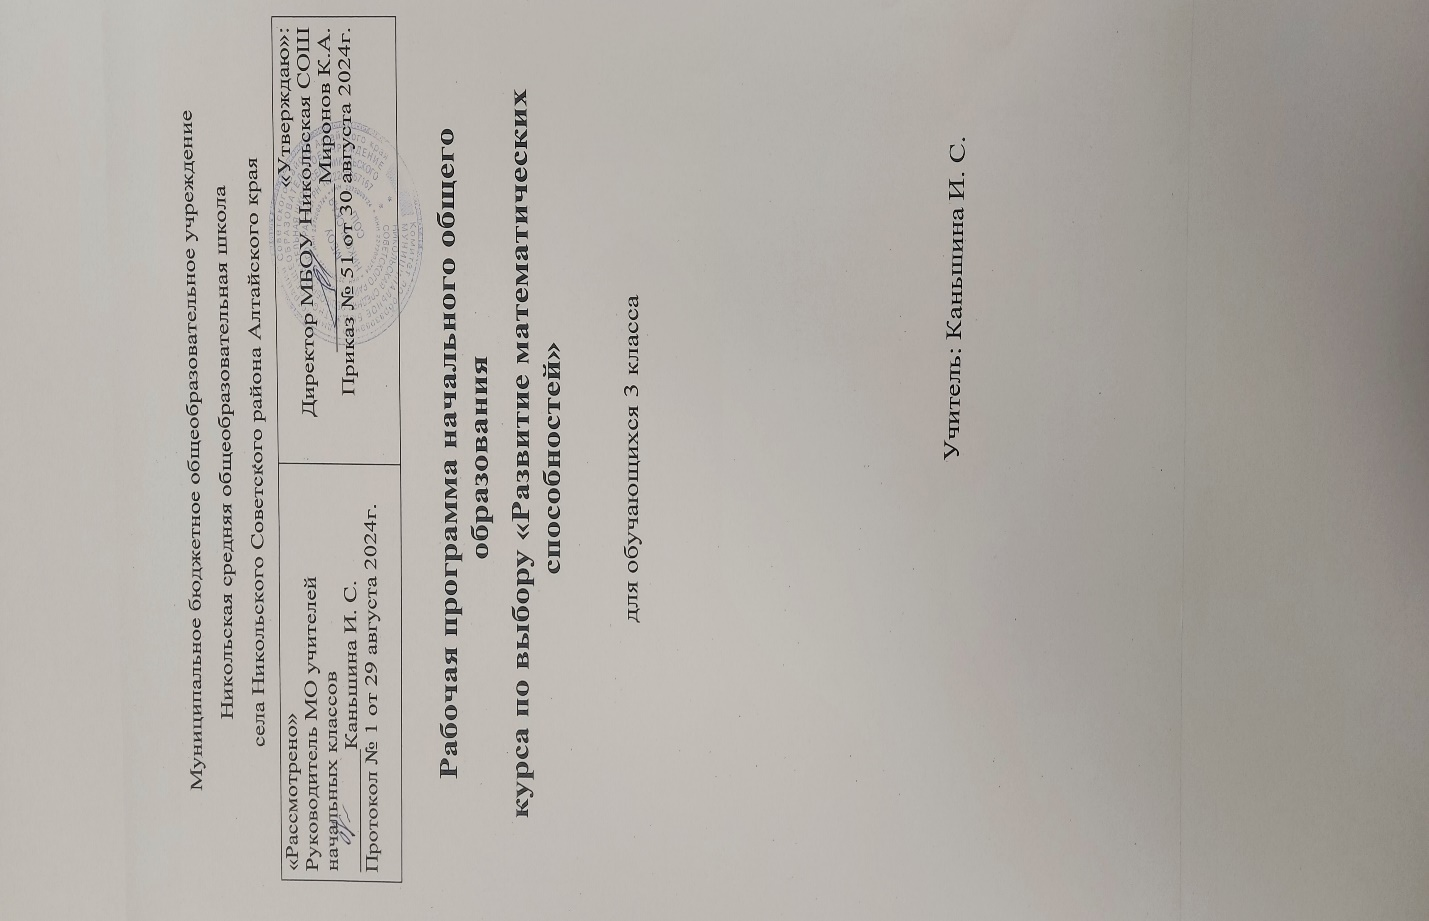 Муниципальное бюджетное общеобразовательное учреждение
Никольская средняя общеобразовательная школа
села Никольского Советского района Алтайского края
«Рассмотрено»
Руководитель МО учителей
начальных классов
Каньшина И. С.
Протокол № 1 от 29 августа 2024г.
«Утверждаю»:
Директор МБОУ Никольская СОШ
Миронов К.А.
Приказ № 51 от 30 августа 2024г.
Рабочая программа начального общего
образования
курса по выбору «Развитие математических
способностей»
для обучающихся 3 класса
Учитель: Каньшина И. С.